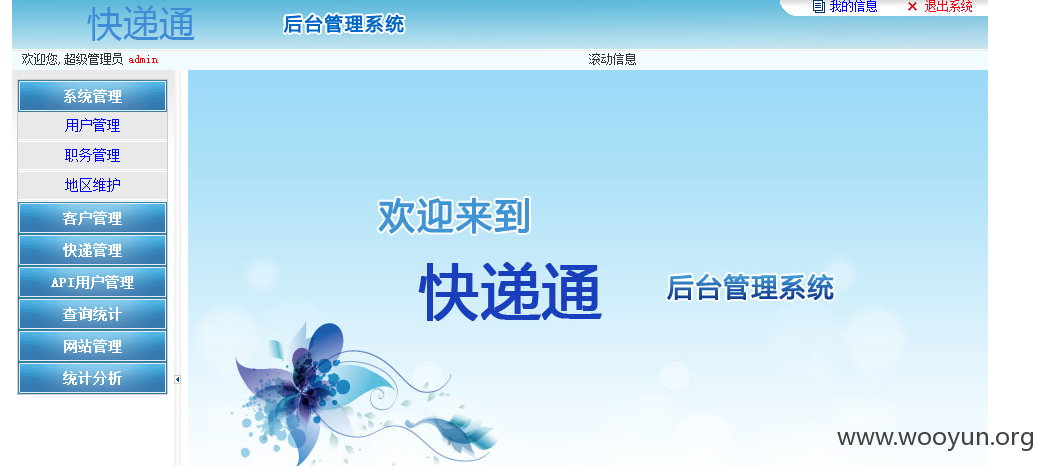 快递通 后台管理系统 我的信息 退出系统
欢迎您, 超级管理员 admin 滚动信息
系统管理
用户管理
职务管理
地区维护
客户管理
快递管理
API用户管理
查询统计
网站管理
统计分析
欢迎来到
快递通 后台管理系统
www.wooyun.org